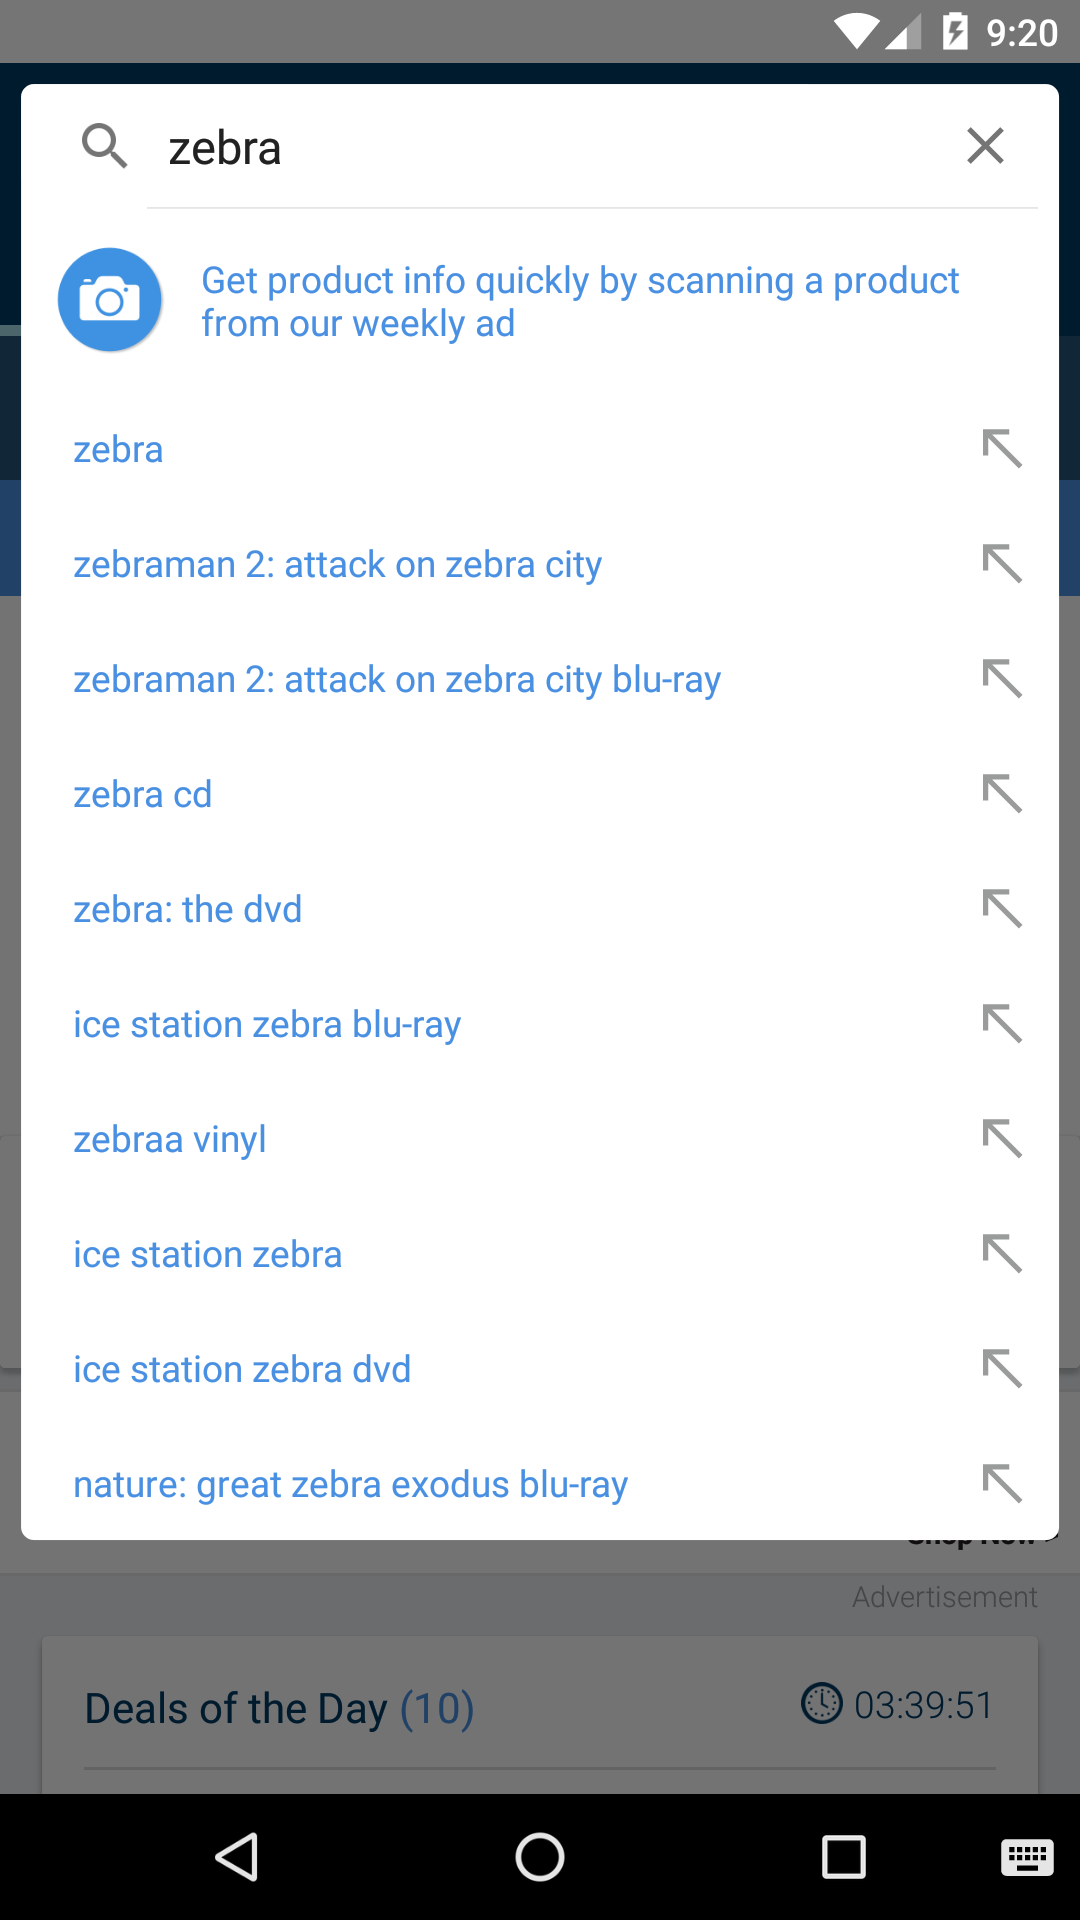 9:20
zebra
Get product info quickly by scanning a product
from our weekly ad
zebra
zebraman 2: attack on zebra city
zebraman 2: attack on zebra city blu-ray
zebra cd
zebra: the dvd
ice station zebra blu-ray
zebraa vinyl
ice station zebra
ice station zebra dvd
nature: great zebra exodus blu-ray
Shop Now
Advertisement
Deals of the Day (10) 03:39:51